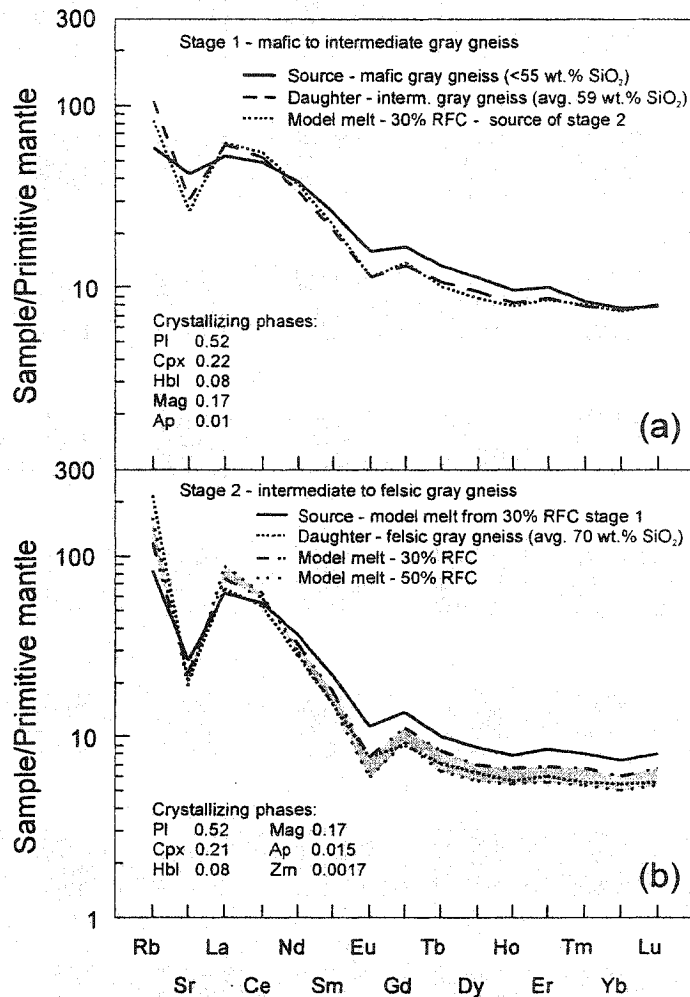 300
Stage 1 - mafic to intermediate gray gneiss
Source - mafic gray gneiss (<55 wt.% SiO₂)
100
Daughter - interm. gray gneiss (avg. 59 wt.% SiO₂)
Model melt - 30% RFC - source of stage 2
Sample/Primitive mantle
10
Crystallizing phases:
Pl 0.52
Cpx 0.22
Hbl 0.08
Mag 0.17
Ap 0.01
(a)
300
Stage 2 - intermediate to felsic gray gneiss
Source - model melt from 30% RFC stage 1
Daughter - felsic gray gneiss (avg. 70 wt.% SiO₂)
100
Model melt - 30% RFC
Model melt - 50% RFC
Sample/Primitive mantle
10
Crystallizing phases:
Pl 0.52 Mag 0.17
Cpx 0.21 Ap 0.015
Hbl 0.08 Zrn 0.0017
(b)
1
Rb La Nd Eu Tb Ho Tm Lu
Sr Ce Sm Gd Dy Er Yb